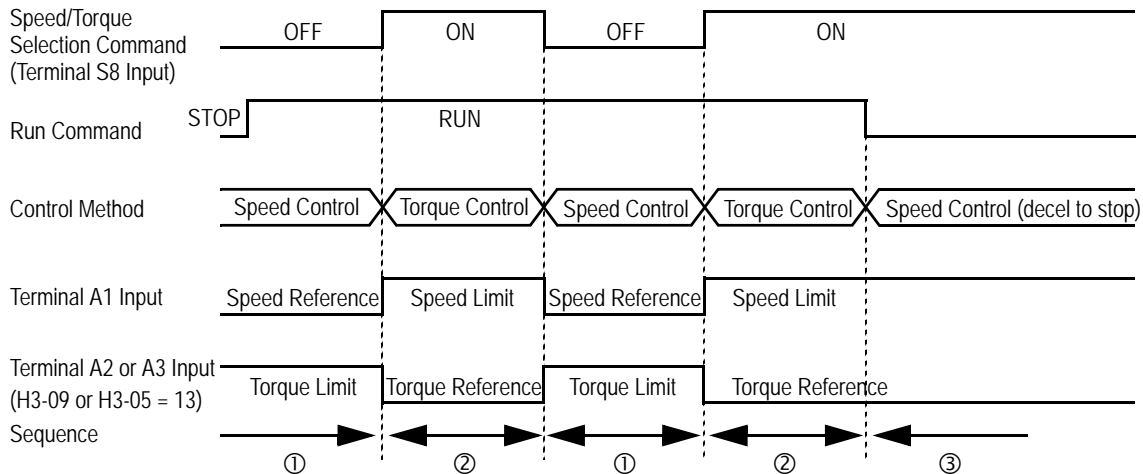 Speed/Torque
Selection Command
(Terminal S8 Input)
OFF ON OFF ON
Run Command STOP RUN
Control Method Speed Control Torque Control Speed Control Torque Control Speed Control (decel to stop)
Terminal A1 Input Speed Reference Speed Limit Speed Reference Speed Limit
Terminal A2 or A3 Input
(H3-09 or H3-05 = 13)
Torque Limit Torque Reference Torque Limit Torque Reference
Sequence
① ② ① ② ③